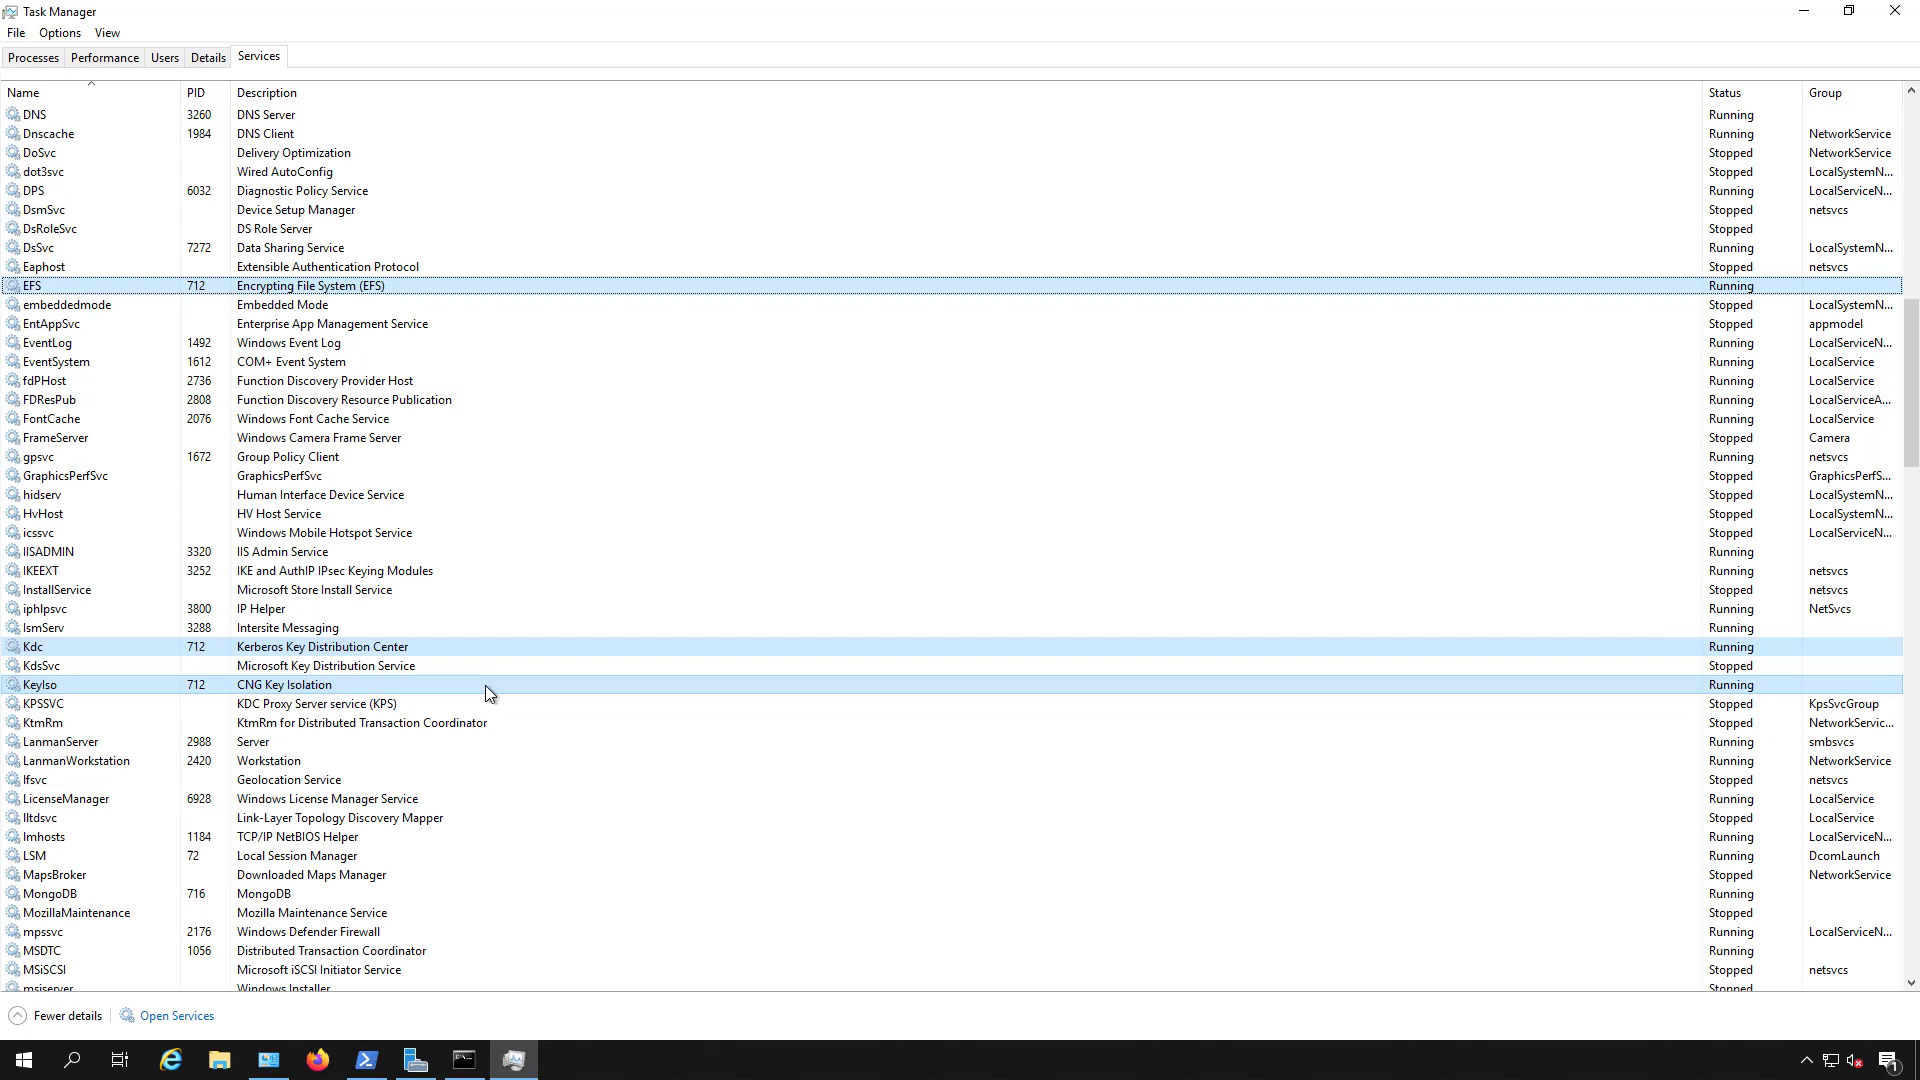 Task Manager
File Options View
Processes Performance Users Details Services
Name PID Description Status Group
DNS 3260 DNS Server Running
Dnscache 1984 DNS Client Running NetworkService
DoSvc Delivery Optimization Stopped NetworkService
dot3svc Wired AutoConfig Stopped LocalSystemN...
DPS 6032 Diagnostic Policy Service Running LocalServiceN...
DsmSvc Device Setup Manager Stopped netsvcs
DsRoleSvc DS Role Server Stopped
DsSvc 7272 Data Sharing Service Running LocalSystemN...
Eaphost Extensible Authentication Protocol Stopped netsvcs
EFS 712 Encrypting File System (EFS) Running
embeddedmode Embedded Mode Stopped LocalSystemN...
EntAppSvc Enterprise App Management Service Stopped appmodel
EventLog 1492 Windows Event Log Running LocalServiceN...
EventSystem 1612 COM+ Event System Running LocalService
fdPHost 2736 Function Discovery Provider Host Running LocalService
FDResPub 2808 Function Discovery Resource Publication Running LocalServiceA...
FontCache 2076 Windows Font Cache Service Running LocalService
FrameServer Windows Camera Frame Server Stopped Camera
gpsvc 1672 Group Policy Client Running netsvcs
GraphicsPerfSvc GraphicsPerfSvc Stopped GraphicsPerfS...
hidserv Human Interface Device Service Stopped LocalSystemN...
HvHost HV Host Service Stopped LocalSystemN...
icssvc Windows Mobile Hotspot Service Stopped LocalServiceN...
IISADMIN 3320 IIS Admin Service Running
IKEEXT 3252 IKE and AuthIP IPsec Keying Modules Running netsvcs
InstallService Microsoft Store Install Service Stopped netsvcs
iphlpsvc 3800 IP Helper Running NetSvcs
IsmServ 3288 Intersite Messaging Running
Kdc 712 Kerberos Key Distribution Center Running
KdsSvc Microsoft Key Distribution Service Stopped
KeyIso 712 CNG Key Isolation Running
KPSSVC KDC Proxy Server service (KPS) Stopped KpsSvcGroup
KtmRm KtmRm for Distributed Transaction Coordinator Stopped NetworkServic...
LanmanServer 2988 Server Running smbsvcs
LanmanWorkstation 2420 Workstation Running NetworkService
lfsvc Geolocation Service Stopped netsvcs
LicenseManager 6928 Windows License Manager Service Running LocalService
lltdsvc Link-Layer Topology Discovery Mapper Stopped LocalService
lmhosts 1184 TCP/IP NetBIOS Helper Running LocalServiceN...
LSM 72 Local Session Manager Running DcomLaunch
MapsBroker Downloaded Maps Manager Stopped NetworkService
MongoDB 716 MongoDB Running
MozillaMaintenance Mozilla Maintenance Service Stopped
mpssvc 2176 Windows Defender Firewall Running LocalServiceN...
MSDTC 1056 Distributed Transaction Coordinator Running
MSiSCSI Microsoft iSCSI Initiator Service Stopped netsvcs
msiserver Windows Installer Stopped
Fewer details Open Services
1